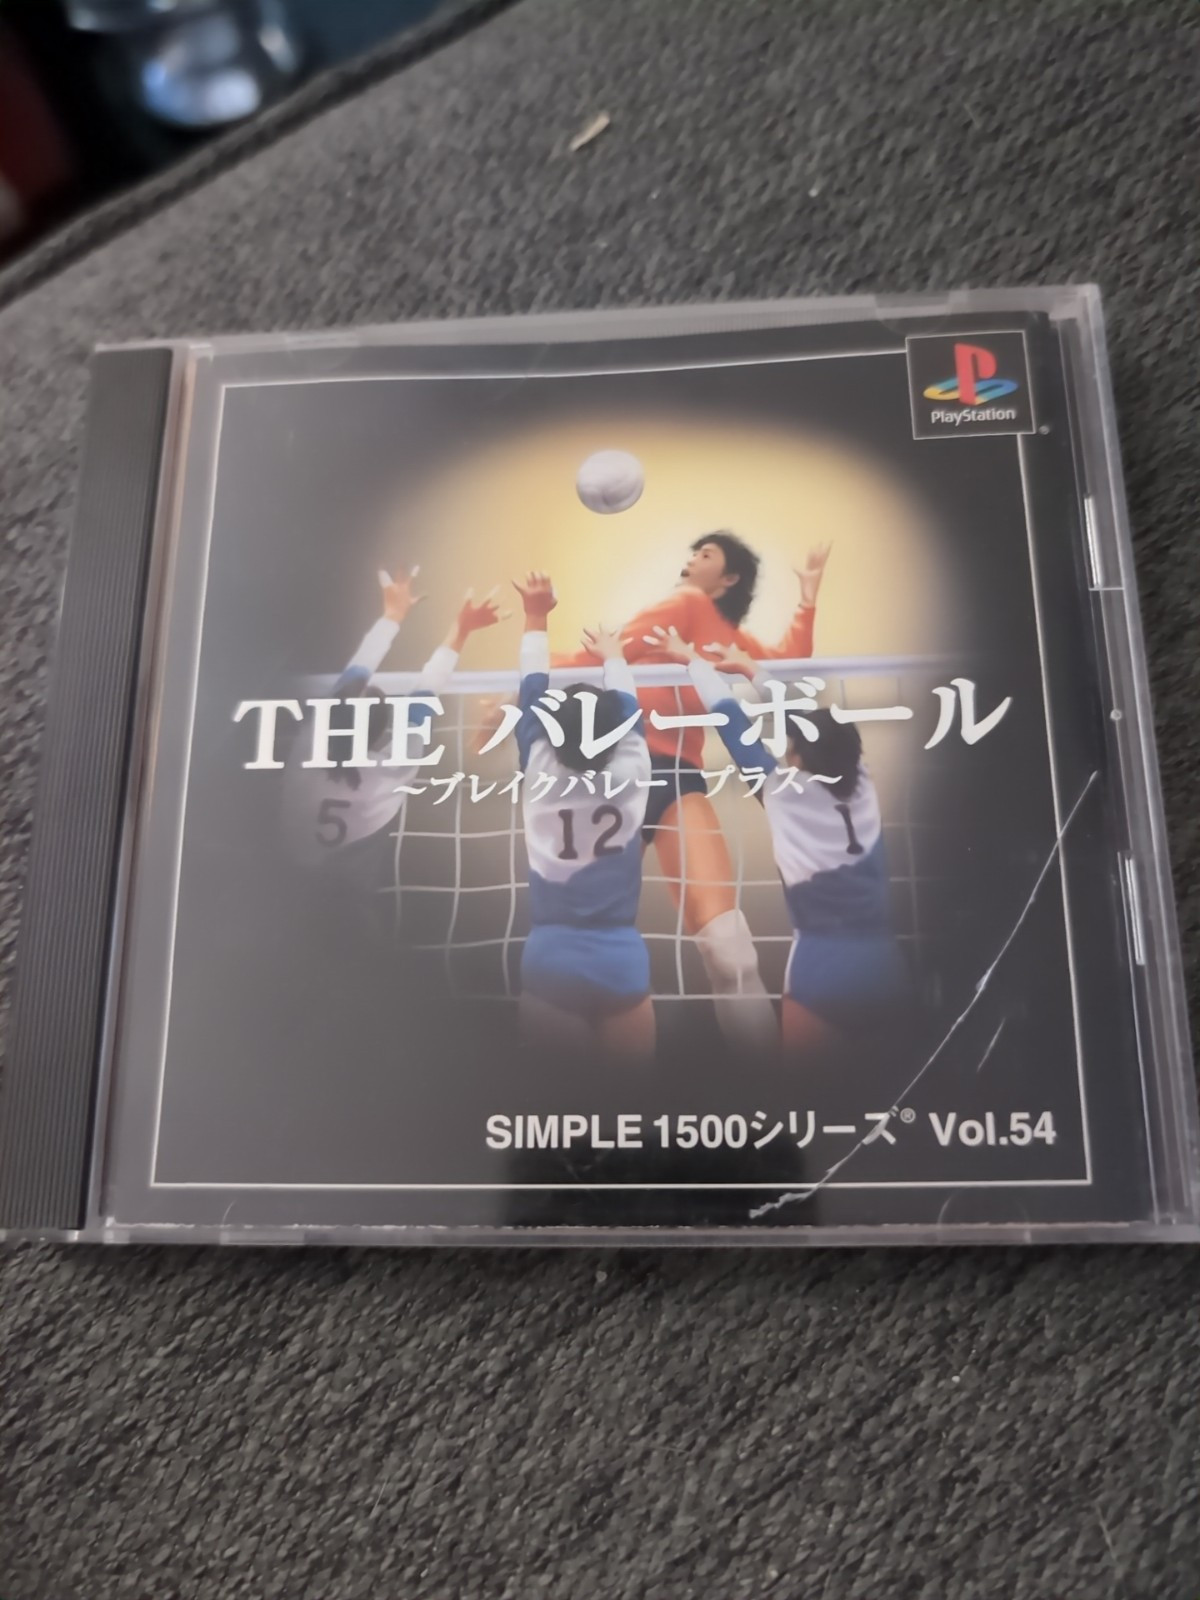 PlayStation
THE バレーボール
～ブレイクバレー プラス～
5
12
1
SIMPLE 1500シリーズ® Vol.54